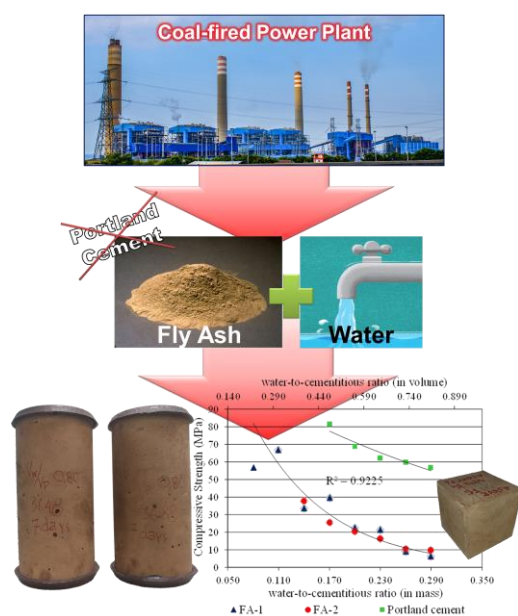 Coal-fired Power Plant
Portland
Cement
Fly Ash
Water
water-to-cementitious ratio (in volume)
0.140 0.290 0.440 0.590 0.740 0.890
Compressive Strength (MPa)
90
80
70
60
50
40
30
20
10
0
R² = 0.9225
0.050 0.110 0.170 0.230 0.290 0.350
water-to-cementitious ratio (in mass)
FA-1 FA-2 Portland cement
7days